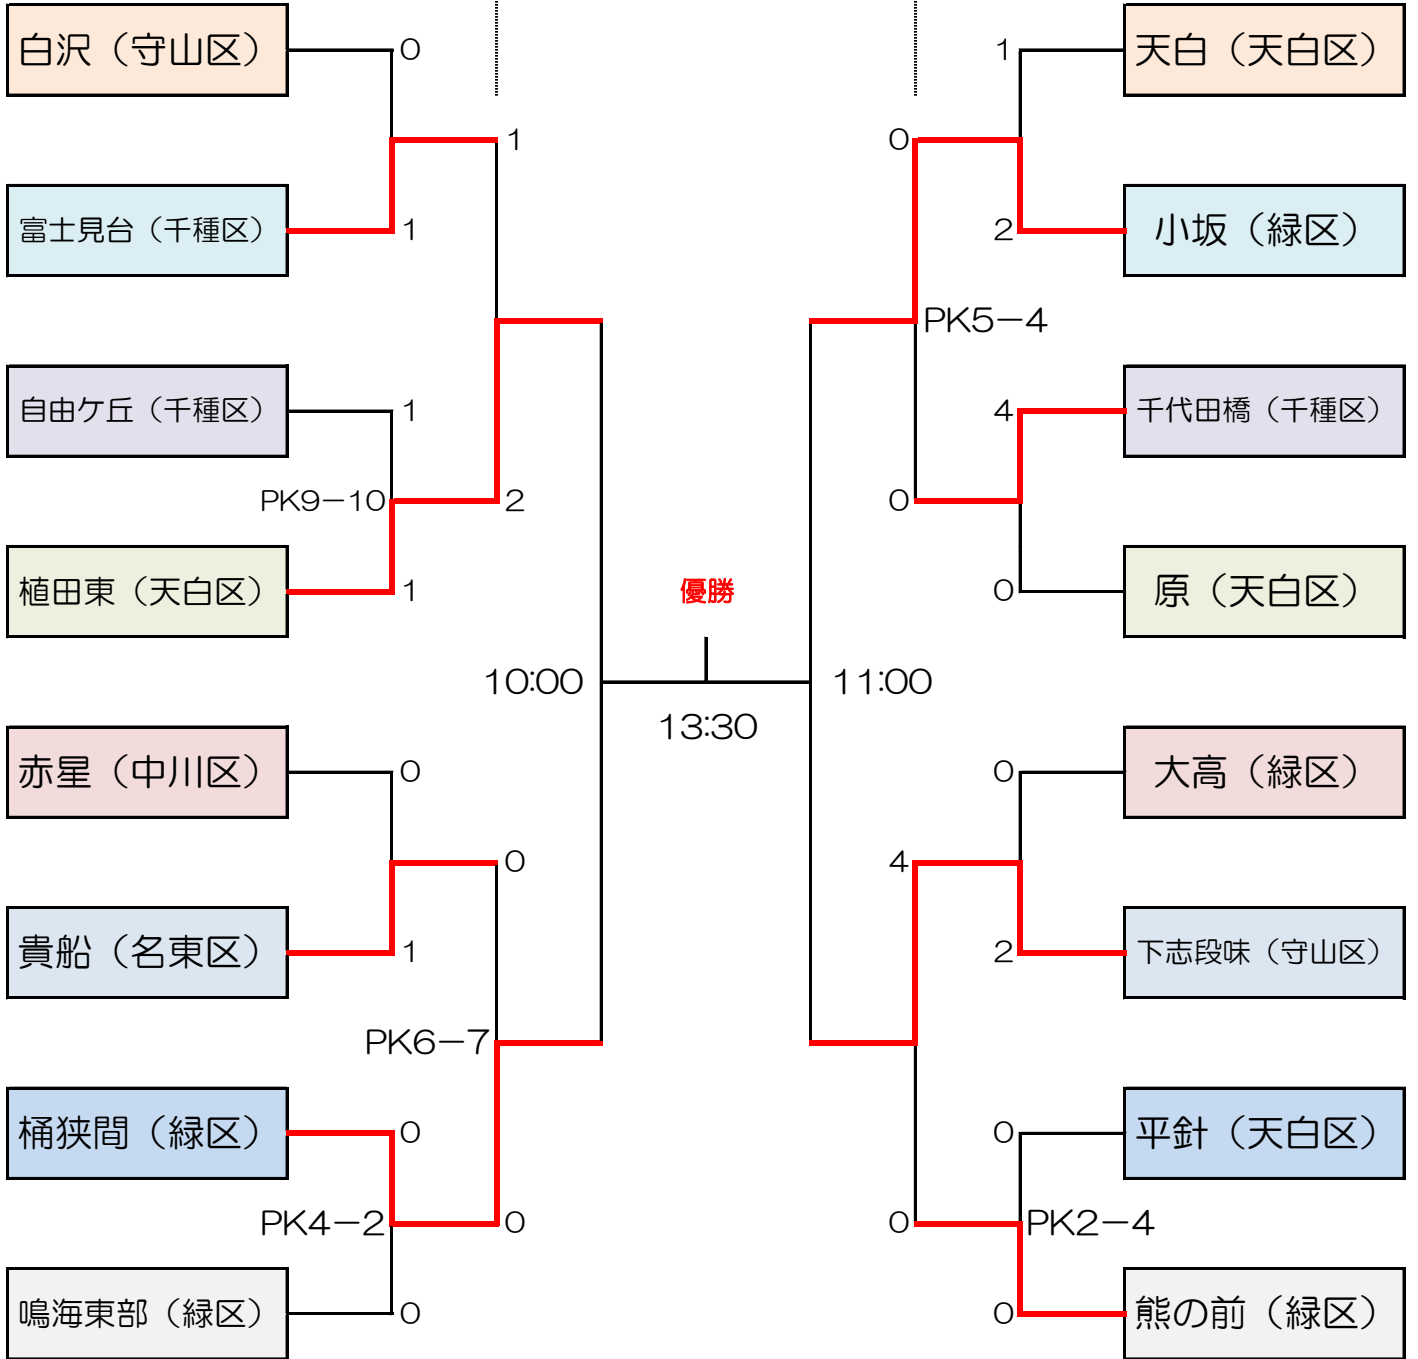 白沢（守山区）
0
1
天白（天白区）
1
0
富士見台（千種区）
1
2
小坂（緑区）
PK5−4
自由ケ丘（千種区）
1
4
千代田橋（千種区）
PK9−10
2
0
植田東（天白区）
1
優勝
0
原（天白区）
10:00
11:00
13:30
赤星（中川区）
0
0
大高（緑区）
0
4
貴船（名東区）
1
2
下志段味（守山区）
PK6−7
桶狭間（緑区）
0
0
平針（天白区）
PK4−2
0
0
PK2−4
鳴海東部（緑区）
0
0
熊の前（緑区）